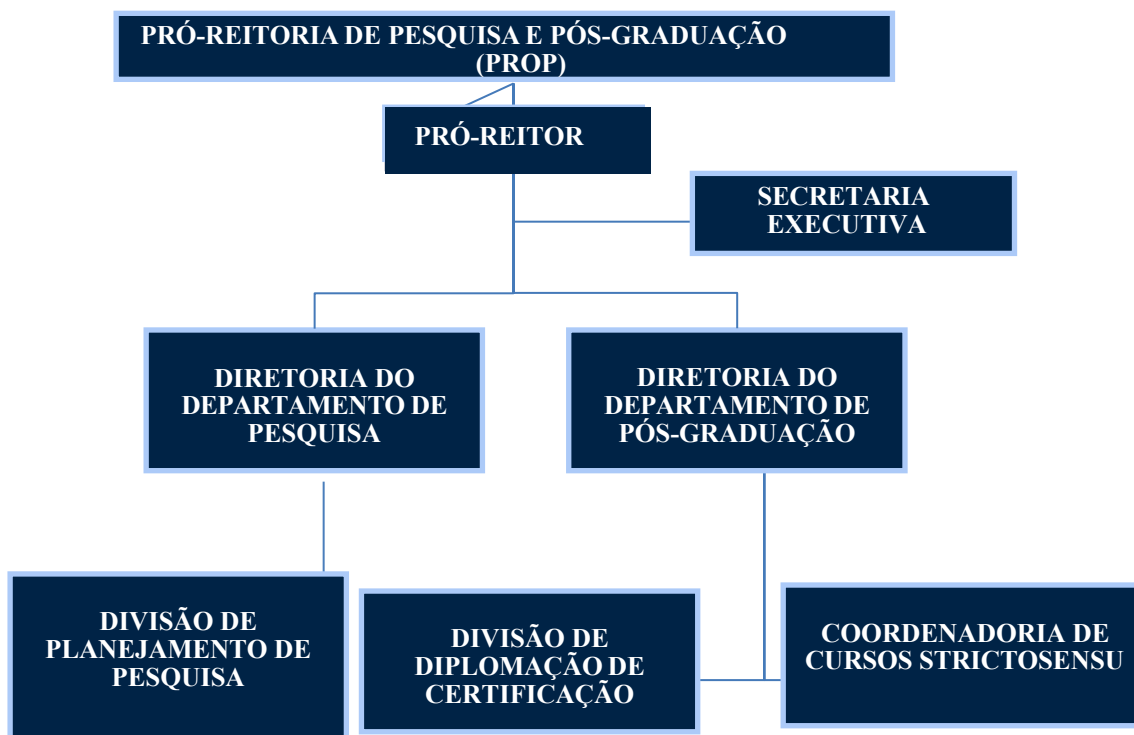 PRÓ-REITORIA DE PESQUISA E PÓS-GRADUAÇÃO
(PROP)
PRÓ-REITOR
SECRETARIA
EXECUTIVA
DIRETORIA DO
DEPARTAMENTO DE
PESQUISA
DIRETORIA DO
DEPARTAMENTO DE
PÓS-GRADUAÇÃO
DIVISÃO DE
PLANEJAMENTO DE
PESQUISA
DIVISÃO DE
DIPLOMAÇÃO DE
CERTIFICAÇÃO
COORDENADORIA DE
CURSOS STRICTOSENSU